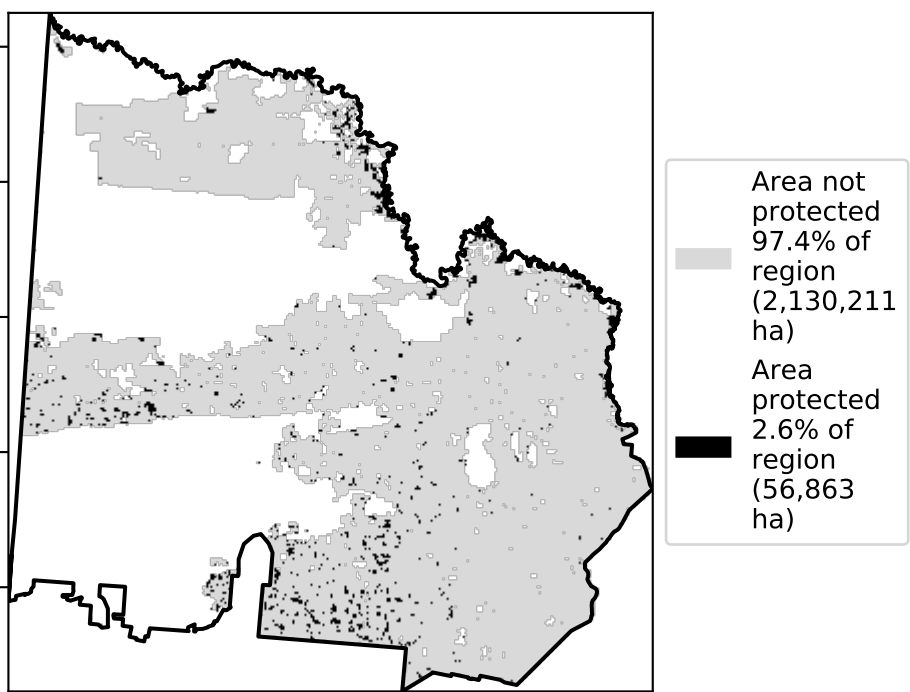 Area not
protected
97.4% of
region
(2,130,211
ha)
Area
protected
2.6% of
region
(56,863
ha)